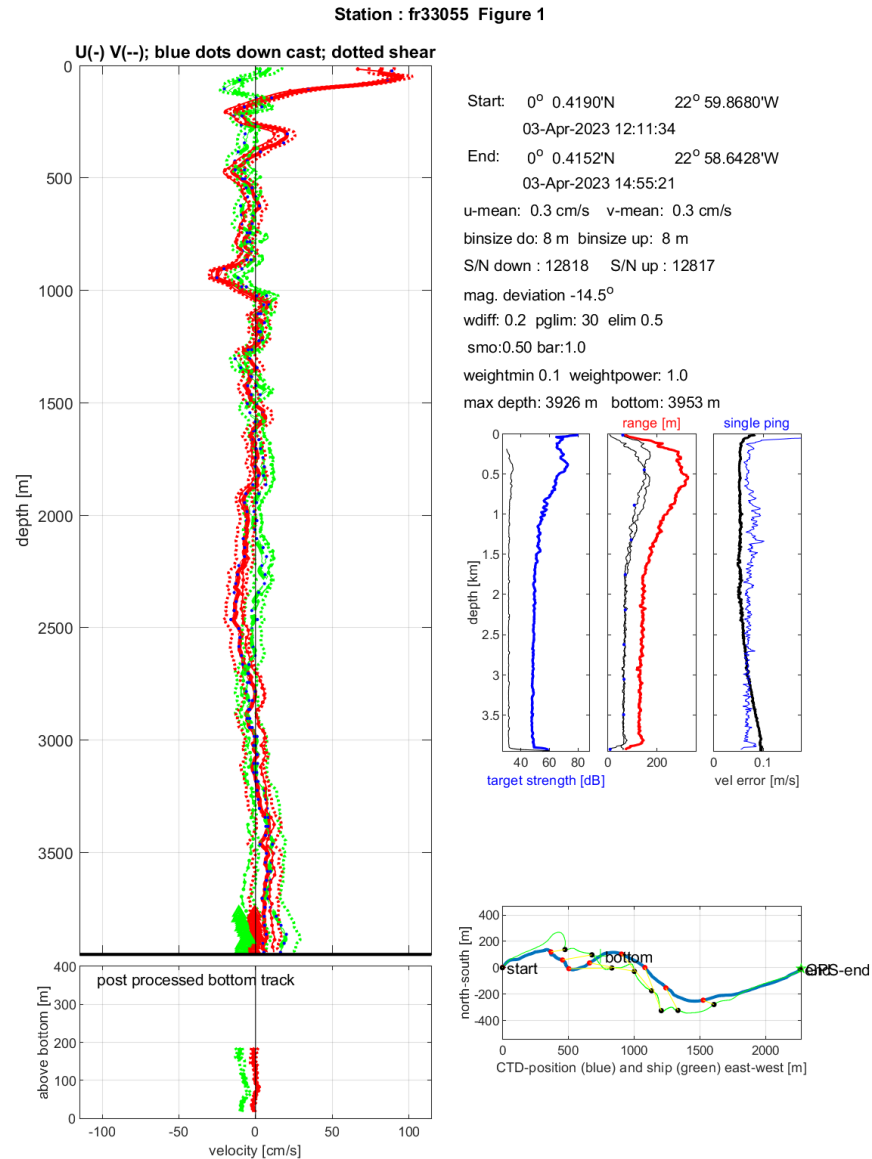 Station : fr33055 Figure 1
U(-) V(--); blue dots down cast; dotted shear
0
500
1000
1500
2000
2500
3000
3500
depth [m]
Start: 0° 0.4190'N 22° 59.8680'W
03-Apr-2023 12:11:34
End: 0° 0.4152'N 22° 58.6428'W
03-Apr-2023 14:55:21
u-mean: 0.3 cm/s v-mean: 0.3 cm/s
binsize do: 8 m binsize up: 8 m
S/N down : 12818 S/N up : 12817
mag. deviation -14.5°
wdiff: 0.2 pglim: 30 elim 0.5
smo:0.50 bar:1.0
weightmin 0.1 weightpower: 1.0
max depth: 3926 m bottom: 3953 m
range [m]
single ping
0
0.5
1
1.5
2
2.5
3
3.5
depth [km]
40 60 80
0 200
0 0.1
target strength [dB]
vel error [m/s]
post processed bottom track
400
300
200
100
0
above bottom [m]
-100 -50 0 50 100
velocity [cm/s]
400
200
0
-200
-400
north-south [m]
start
bottom
GPS-end
0 500 1000 1500 2000
CTD-position (blue) and ship (green) east-west [m]